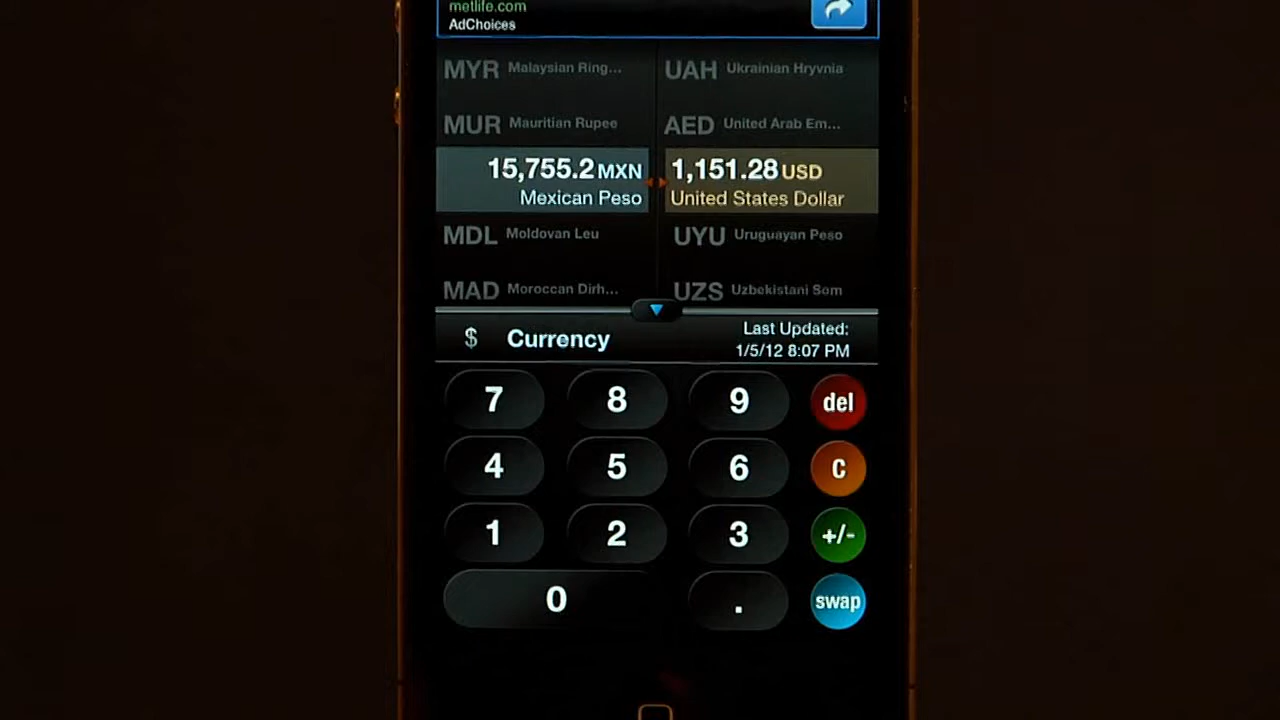 metlife.com
AdChoices
MYR Malaysian Ring... UAH Ukrainian Hryvnia
MUR Mauritian Rupee AED United Arab Em...
15,755.2 MXN 1,151.28 USD
Mexican Peso United States Dollar
MDL Moldovan Leu UYU Uruguayan Peso
MAD Moroccan Dirh... UZS Uzbekistani Som
$ Currency Last Updated:
1/5/12 8:07 PM
7 8 9 del
4 5 6 C
1 2 3 +/-
0 . swap